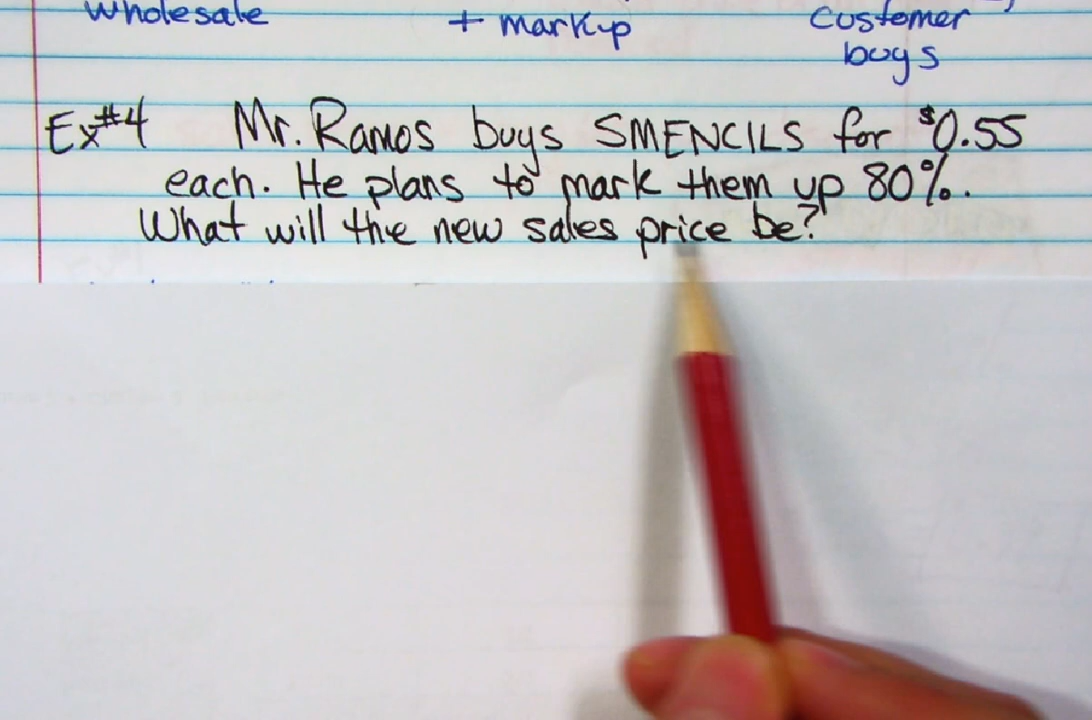 wholesale + markup customer
buys
Ex#4 Mr. Ramos buys SMENCILS for $0.55
each. He plans to mark them up 80%.
What will the new sales price be?